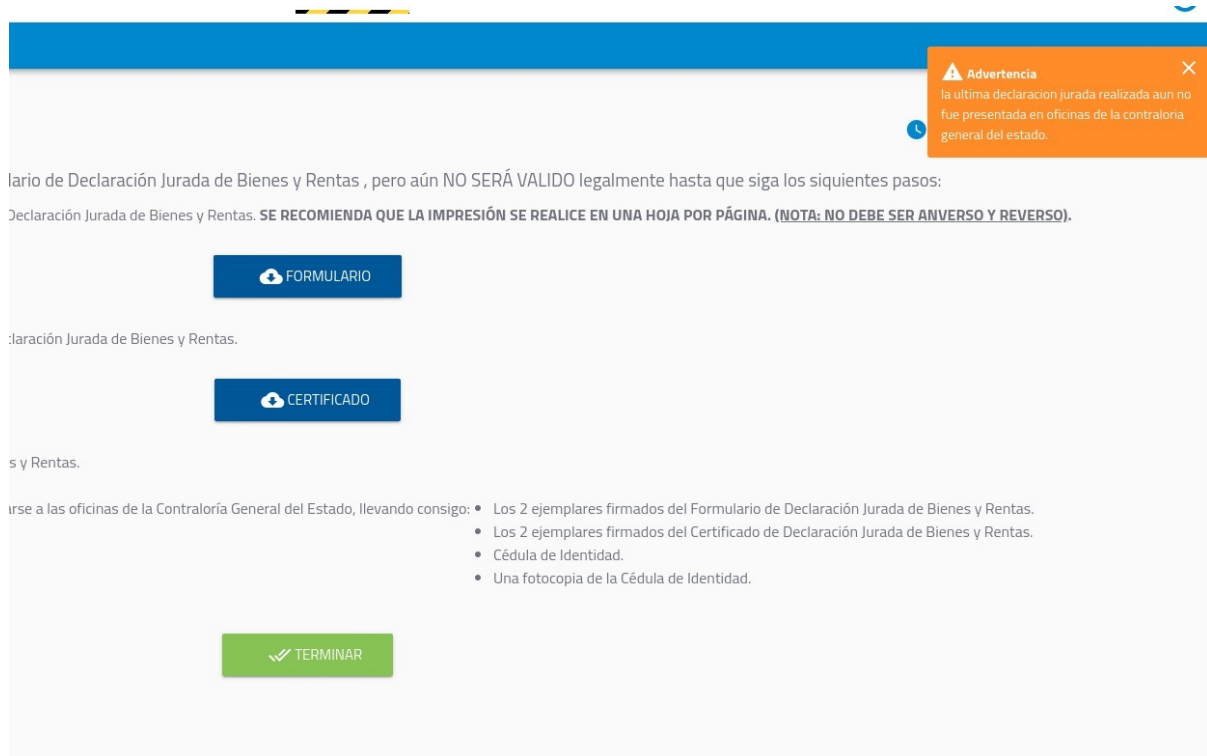 Advertencia
la ultima declaracion jurada realizada aun no
fue presentada en oficinas de la contraloria
general del estado.
lario de Declaración Jurada de Bienes y Rentas , pero aún NO SERÁ VALIDO legalmente hasta que siga los siquientes pasos:
Declaración Jurada de Bienes y Rentas. SE RECOMIENDA QUE LA IMPRESIÓN SE REALICE EN UNA HOJA POR PÁGINA. (NOTA: NO DEBE SER ANVERSO Y REVERSO).
FORMULARIO
claración Jurada de Bienes y Rentas.
CERTIFICADO
s y Rentas.
arse a las oficinas de la Contraloría General del Estado, llevando consigo:
Los 2 ejemplares firmados del Formulario de Declaración Jurada de Bienes y Rentas.
Los 2 ejemplares firmados del Certificado de Declaración Jurada de Bienes y Rentas.
Cédula de Identidad.
Una fotocopia de la Cédula de Identidad.
TERMINAR